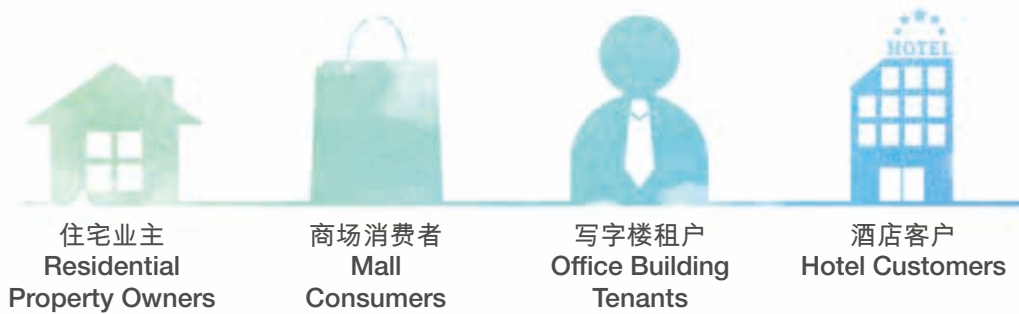 HOTEL
住宅业主
Residential
Property Owners
商场消费者
Mall
Consumers
写字楼租户
Office Building
Tenants
酒店客户
Hotel Customers